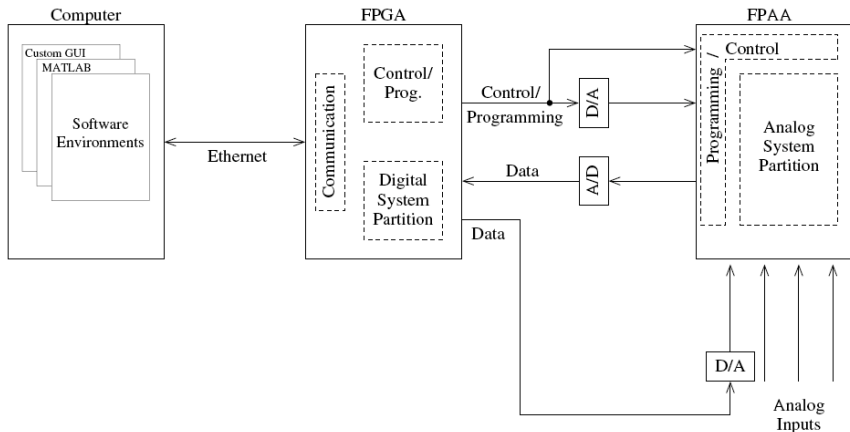 Computer
FPGA
FPAA
Custom GUI
MATLAB
Software
Environments
Ethernet
Communication
Control/
Prog.
Digital
System
Partition
Control/
Programming
D/A
Data
A/D
Data
Programming /
Control
Analog
System
Partition
D/A
Analog
Inputs